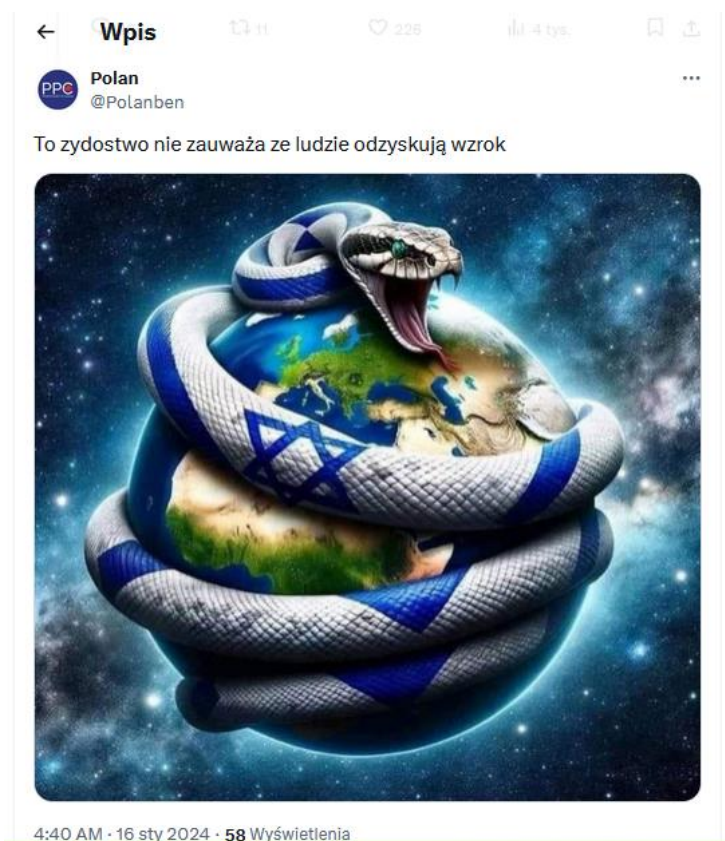 Wpis
11 226 4 tys.
PPC
Polan
@Polanben
To zydostwo nie zauważa ze ludzie odzyskują wzrok
4:40 AM · 16 sty 2024 · 58 Wyświetlenia